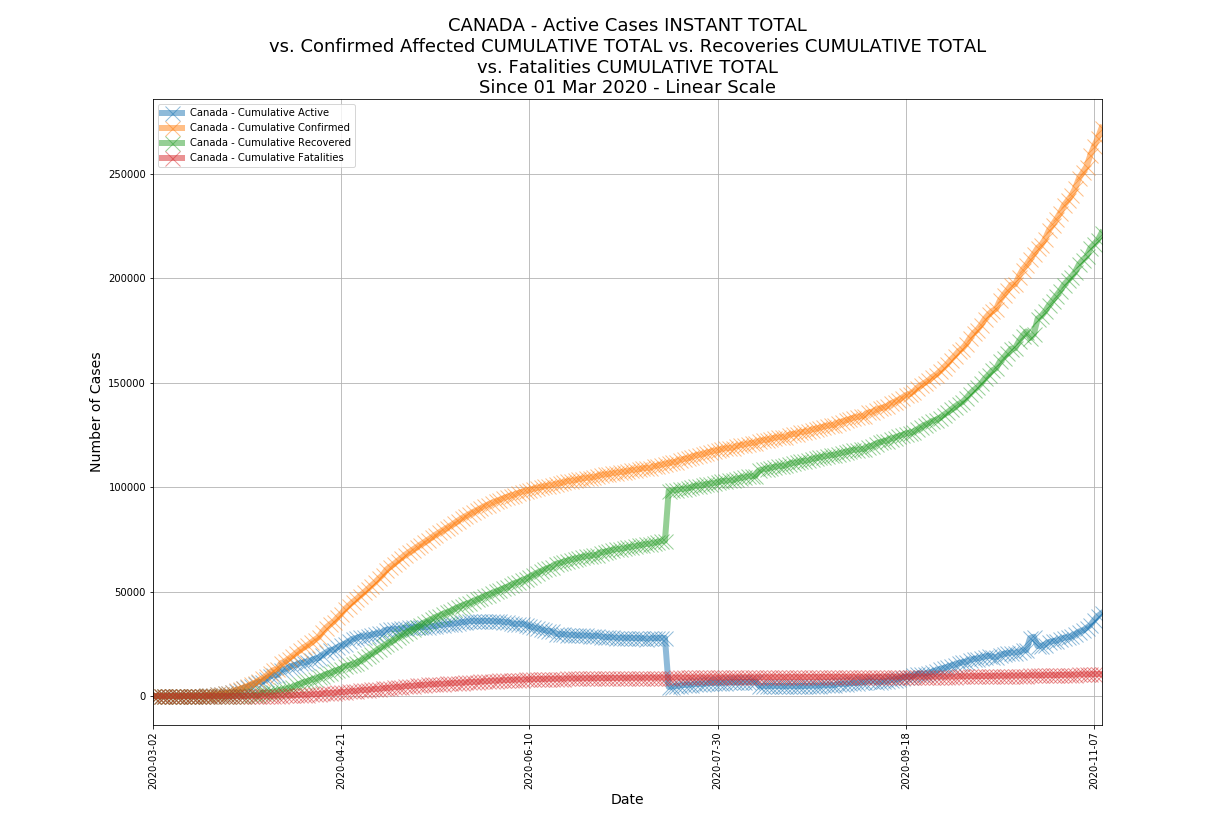 CANADA - Active Cases INSTANT TOTAL
vs. Confirmed Affected CUMULATIVE TOTAL vs. Recoveries CUMULATIVE TOTAL
vs. Fatalities CUMULATIVE TOTAL
Since 01 Mar 2020 - Linear Scale
Canada - Cumulative Active
Canada - Cumulative Confirmed
Canada - Cumulative Recovered
Canada - Cumulative Fatalities
Number of Cases
250000
200000
150000
100000
50000
0
2020-03-02
2020-04-21
2020-06-10
2020-07-30
2020-09-18
2020-11-07
Date